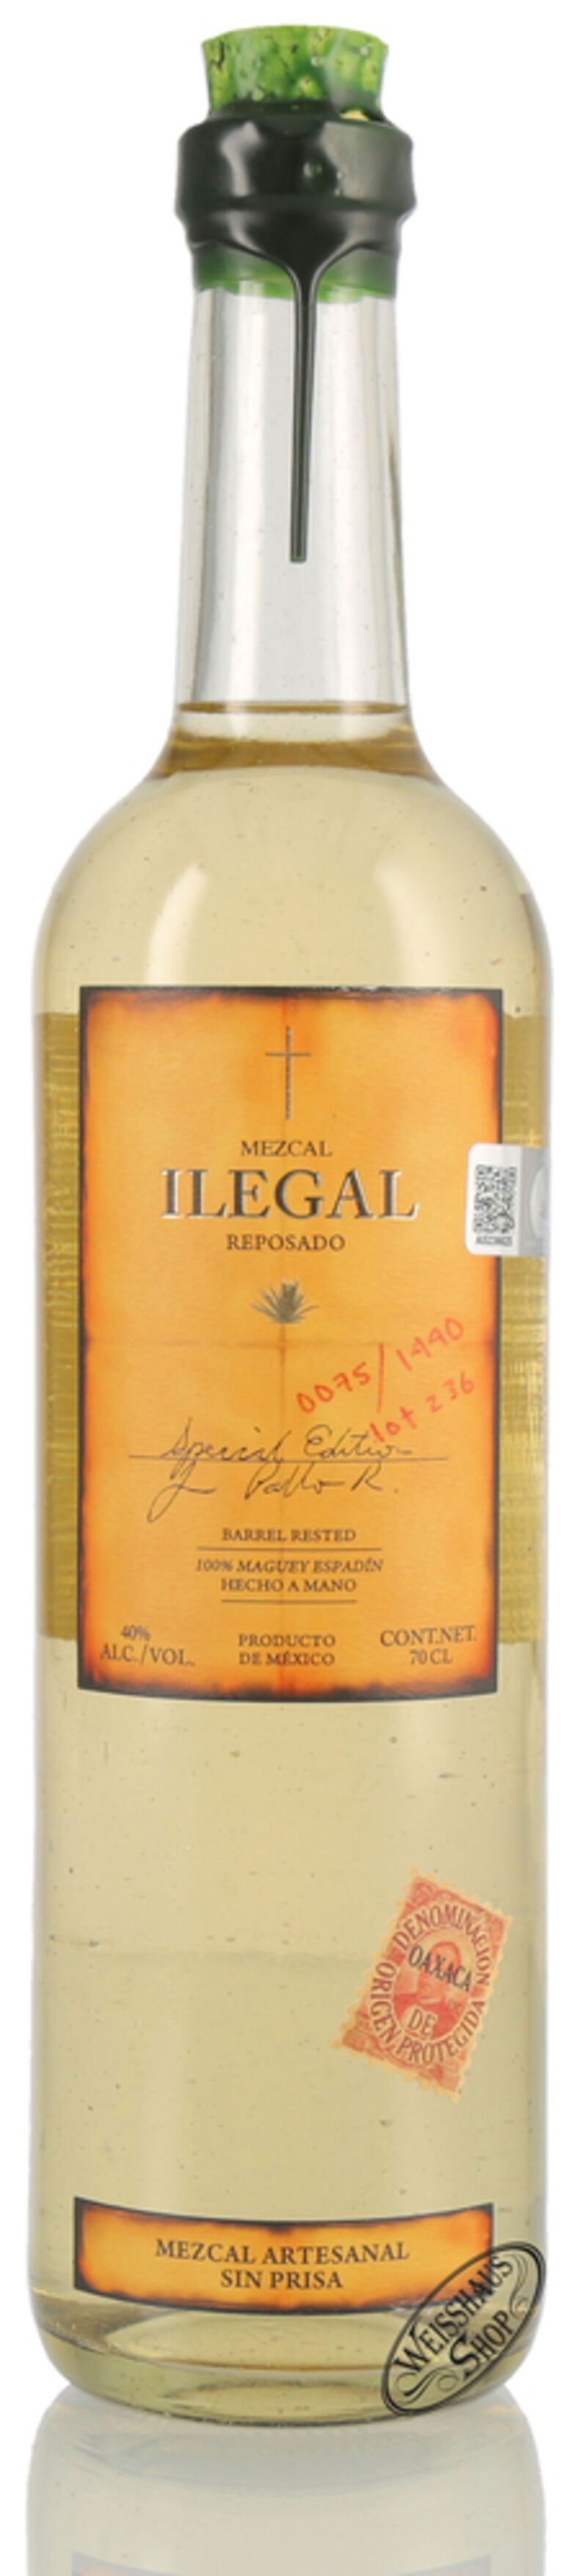 MEZCAL
ILEGAL
REPOSADO
0075/1490
lot 236
Special Edition
BARREL RESTED
100% MAGUEY ESPADÍN
HECHO A MANO
40%
ALC./VOL.
PRODUCTO
DE MÉXICO
CONT.NET.
70 CL
DENOMINACION
OAXACA
DE
ORIGEN PROTEGIDA
MEZCAL ARTESANAL
SIN PRISA
WEISSHAUS
SHOP